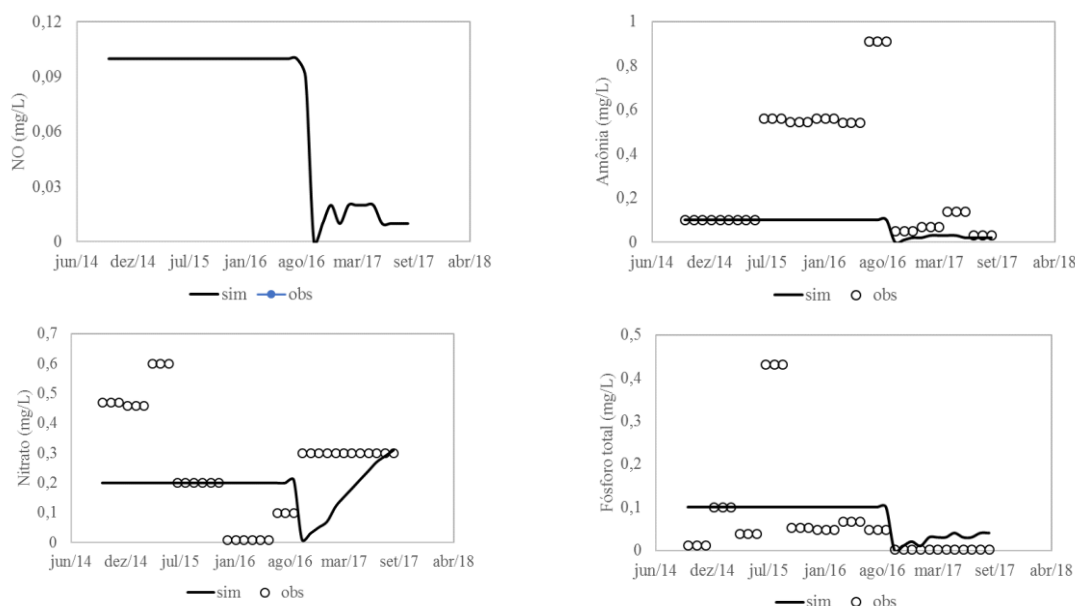 NO (mg/L)
0,12
0,09
0,06
0,03
0
jun/14 dez/14 jul/15 jan/16 ago/16 mar/17 set/17 abr/18
sim obs
Amônia (mg/L)
1
0,8
0,6
0,4
0,2
0
jun/14 dez/14 jul/15 jan/16 ago/16 mar/17 set/17 abr/18
sim obs
Nitrato (mg/L)
0,7
0,6
0,5
0,4
0,3
0,2
0,1
0
jun/14 dez/14 jul/15 jan/16 ago/16 mar/17 set/17 abr/18
sim obs
Fósforo total (mg/L)
0,5
0,4
0,3
0,2
0,1
0
jun/14 dez/14 jul/15 jan/16 ago/16 mar/17 set/17 abr/18
sim obs